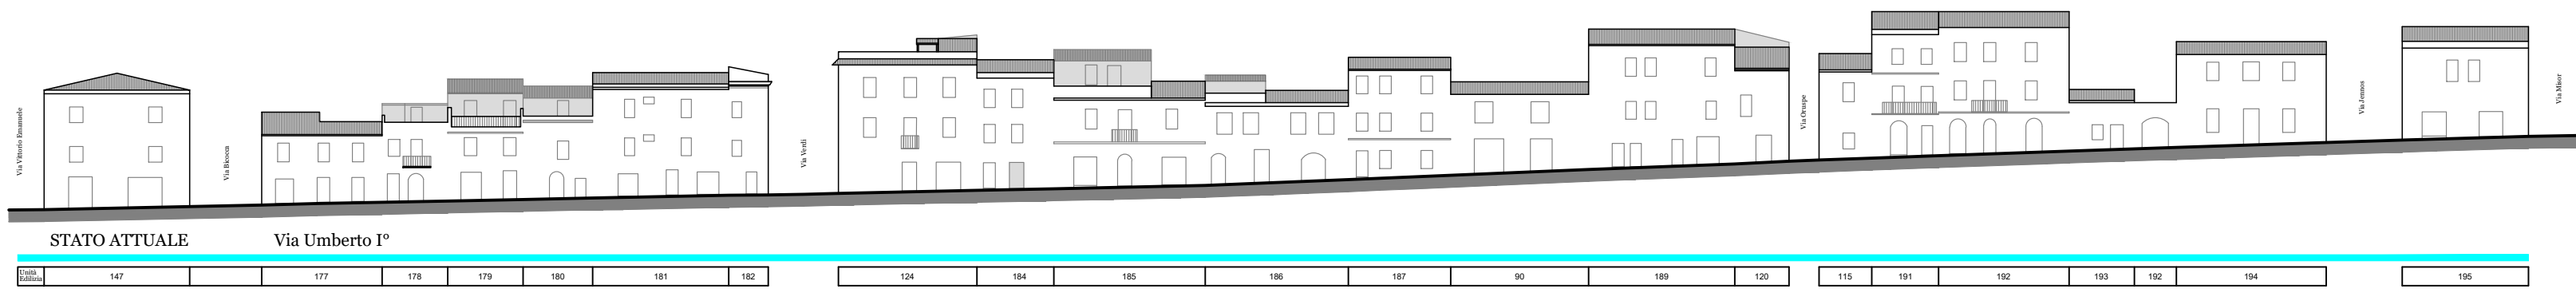 Via Vittorio Emanuele
Via Bicocca
Via Verdi
Via Oruspe
Via Jennos
Via Misor
STATO ATTUALE
Via Umberto I°
Unità
Edilizia
147
177
178
179
180
181
182
124
184
185
186
187
90
189
120
115
191
192
193
192
194
195